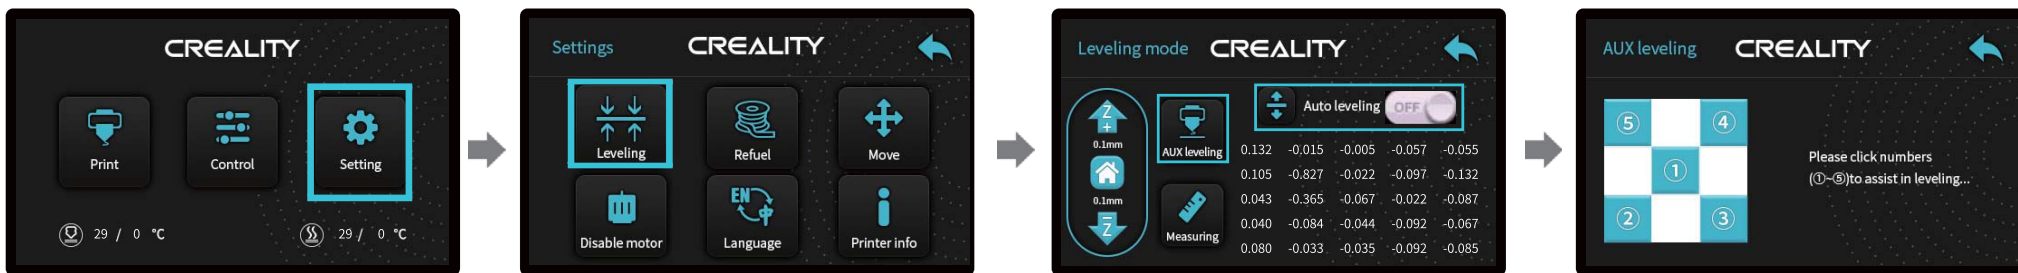 CREALITY
Print
Control
Setting
29 / 0 °C
29 / 0 °C
Settings
CREALITY
Leveling
Refuel
Move
EN
中
Disable motor
Language
Printer info
Leveling mode
CREALITY
Z
+
0.1mm
0.1mm
Z
-
AUX leveling
Measuring
Auto leveling
OFF
0.132 -0.015 -0.005 -0.057 -0.055
0.105 -0.827 -0.022 -0.097 -0.132
0.043 -0.365 -0.067 -0.022 -0.087
0.040 -0.084 -0.044 -0.092 -0.067
0.080 -0.033 -0.035 -0.092 -0.085
AUX leveling
CREALITY
⑤ ④
①
② ③
Please click numbers
(①~⑤)to assist in leveling...